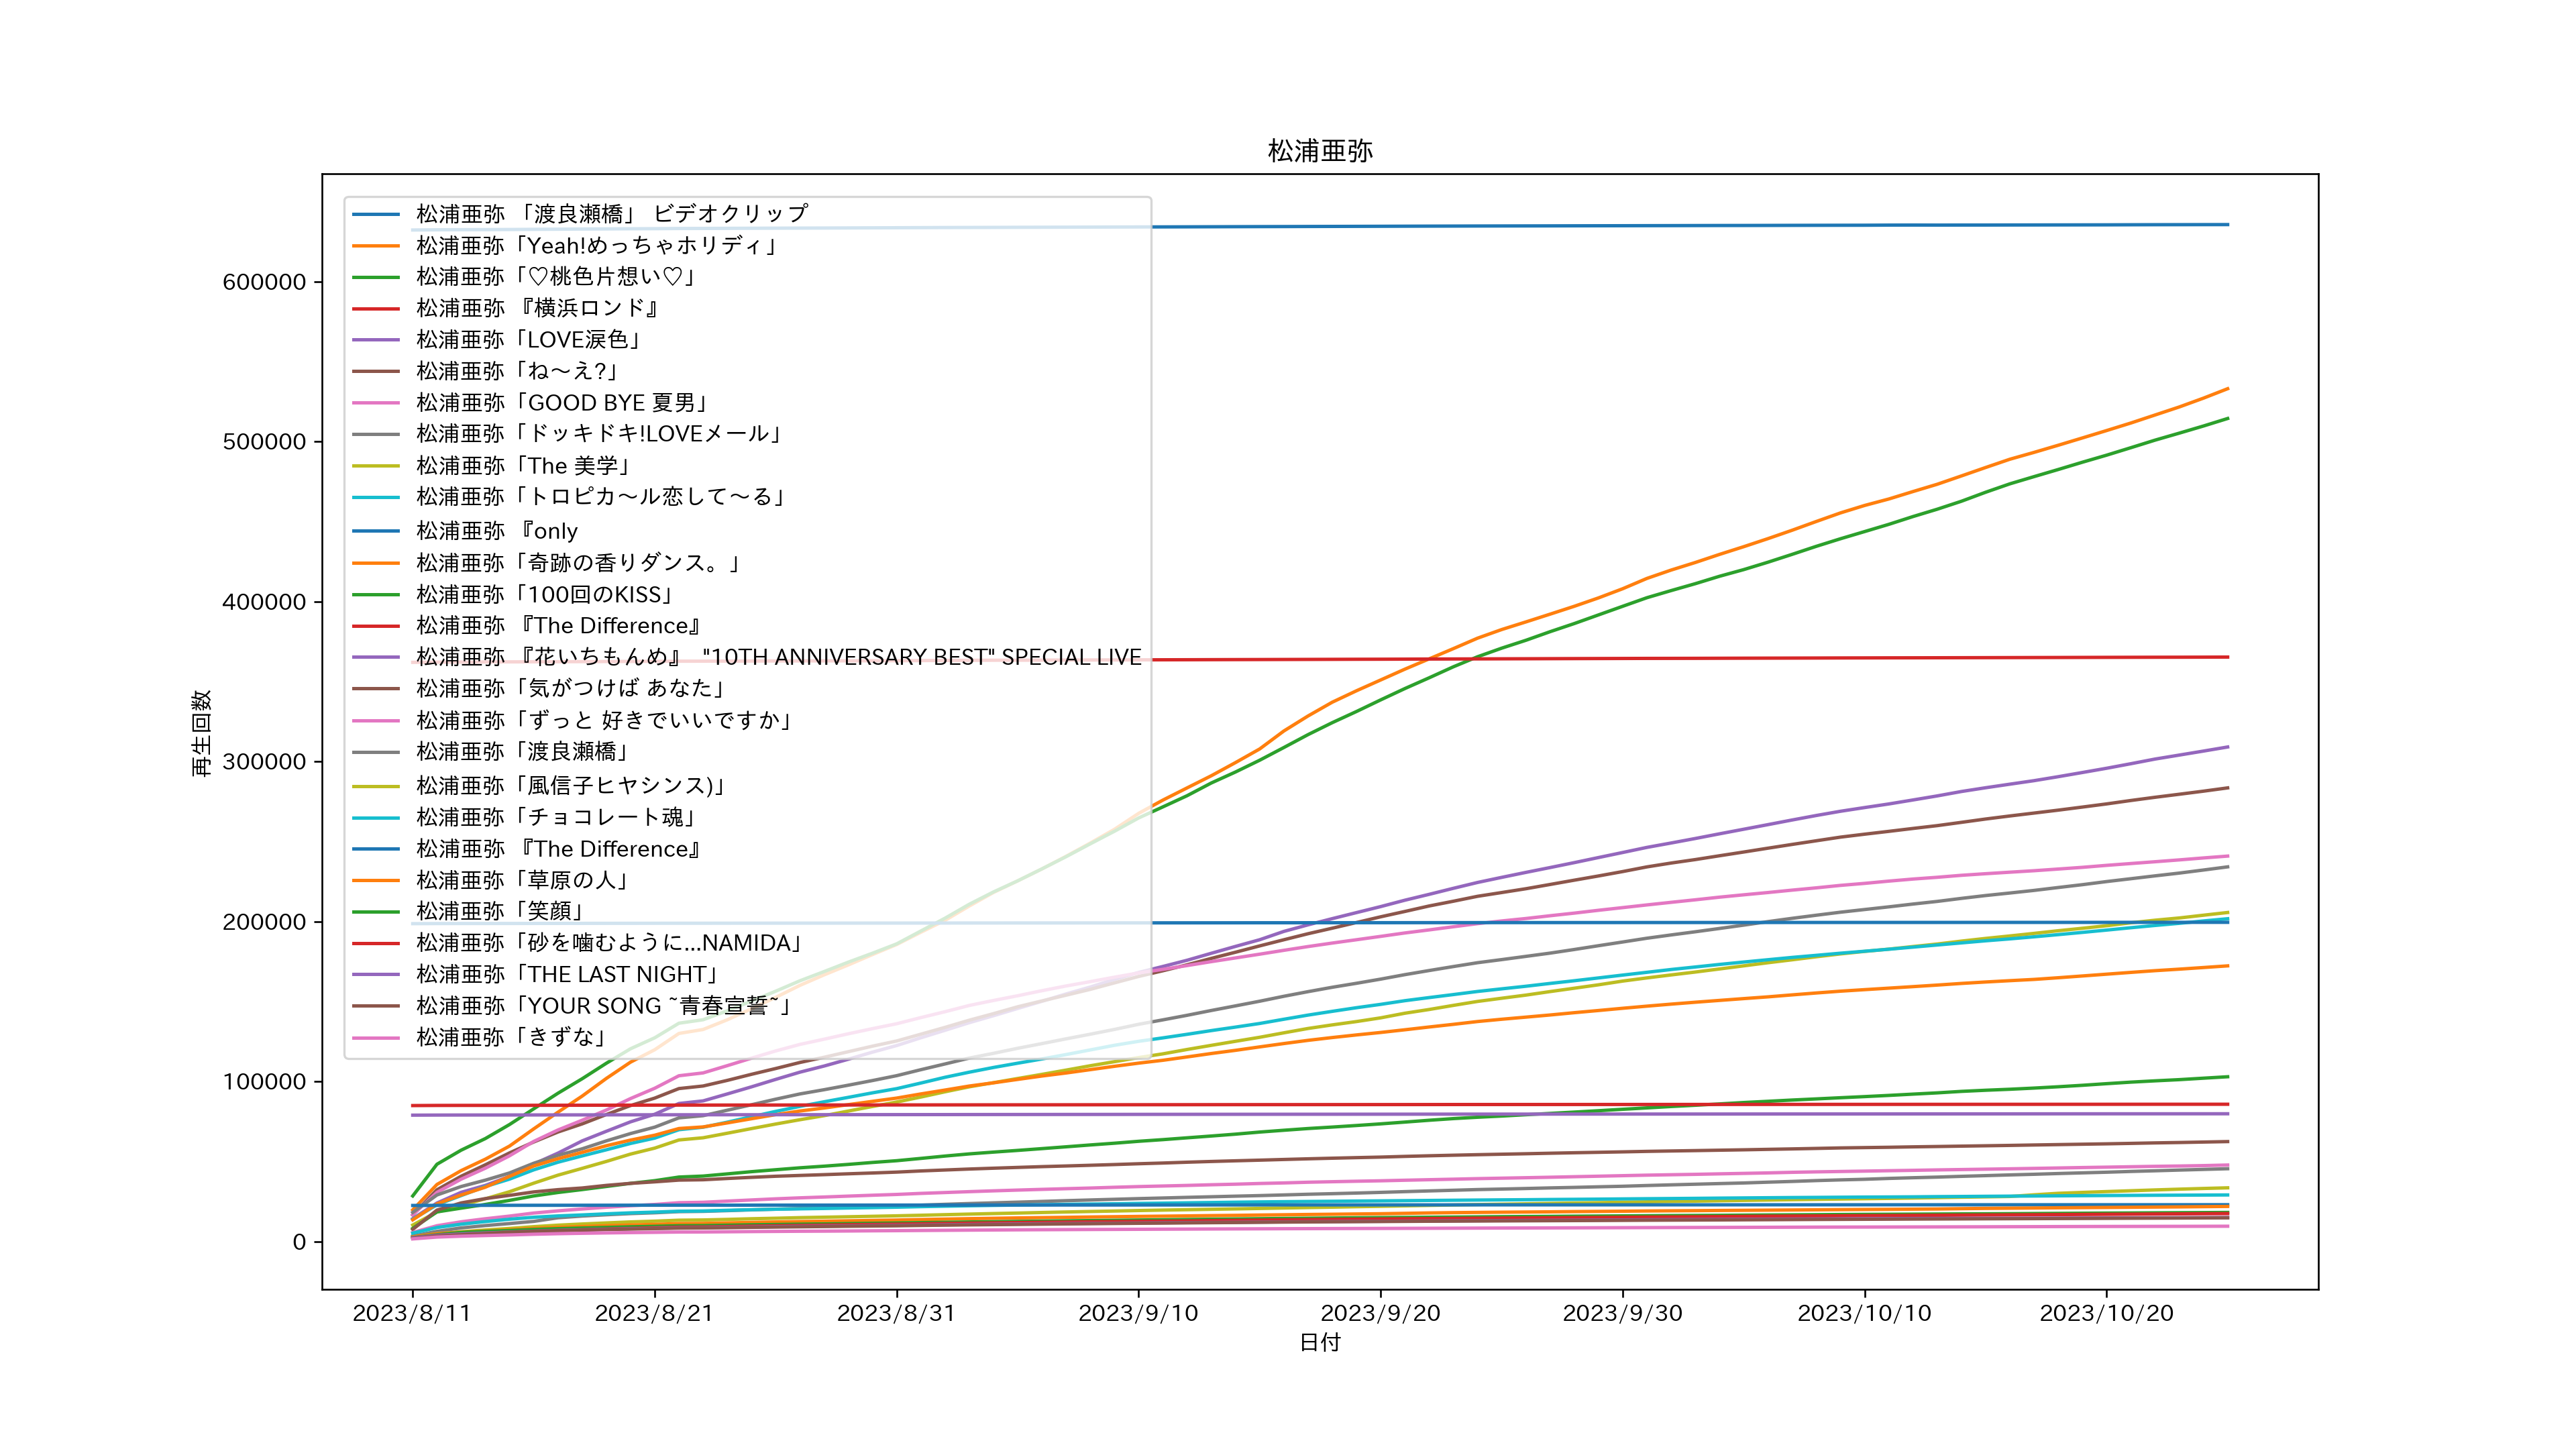 松浦亜弥
松浦亜弥 「渡良瀬橋」 ビデオクリップ
松浦亜弥「Yeah!めっちゃホリディ」
松浦亜弥「♡桃色片想い♡」
松浦亜弥 『横浜ロンド』
松浦亜弥「LOVE涙色」
松浦亜弥「ね〜え?」
松浦亜弥「GOOD BYE 夏男」
松浦亜弥「ドッキドキ!LOVEメール」
松浦亜弥「The 美学」
松浦亜弥「トロピカ〜ル恋して〜る」
松浦亜弥 『only
松浦亜弥「奇跡の香りダンス。」
松浦亜弥「100回のKISS」
松浦亜弥 『The Difference』
松浦亜弥 『花いちもんめ』 "10TH ANNIVERSARY BEST" SPECIAL LIVE
松浦亜弥「気がつけば あなた」
松浦亜弥「ずっと 好きでいいですか」
松浦亜弥「渡良瀬橋」
松浦亜弥「風信子ヒヤシンス)」
松浦亜弥「チョコレート魂」
松浦亜弥 『The Difference』
松浦亜弥「草原の人」
松浦亜弥「笑顔」
松浦亜弥「砂を噛むように...NAMIDA」
松浦亜弥「THE LAST NIGHT」
松浦亜弥「YOUR SONG ~青春宣誓~」
松浦亜弥「きずな」
再生回数
600000
500000
400000
300000
200000
100000
0
2023/8/11 2023/8/21 2023/8/31 2023/9/10 2023/9/20 2023/9/30 2023/10/10 2023/10/20
日付